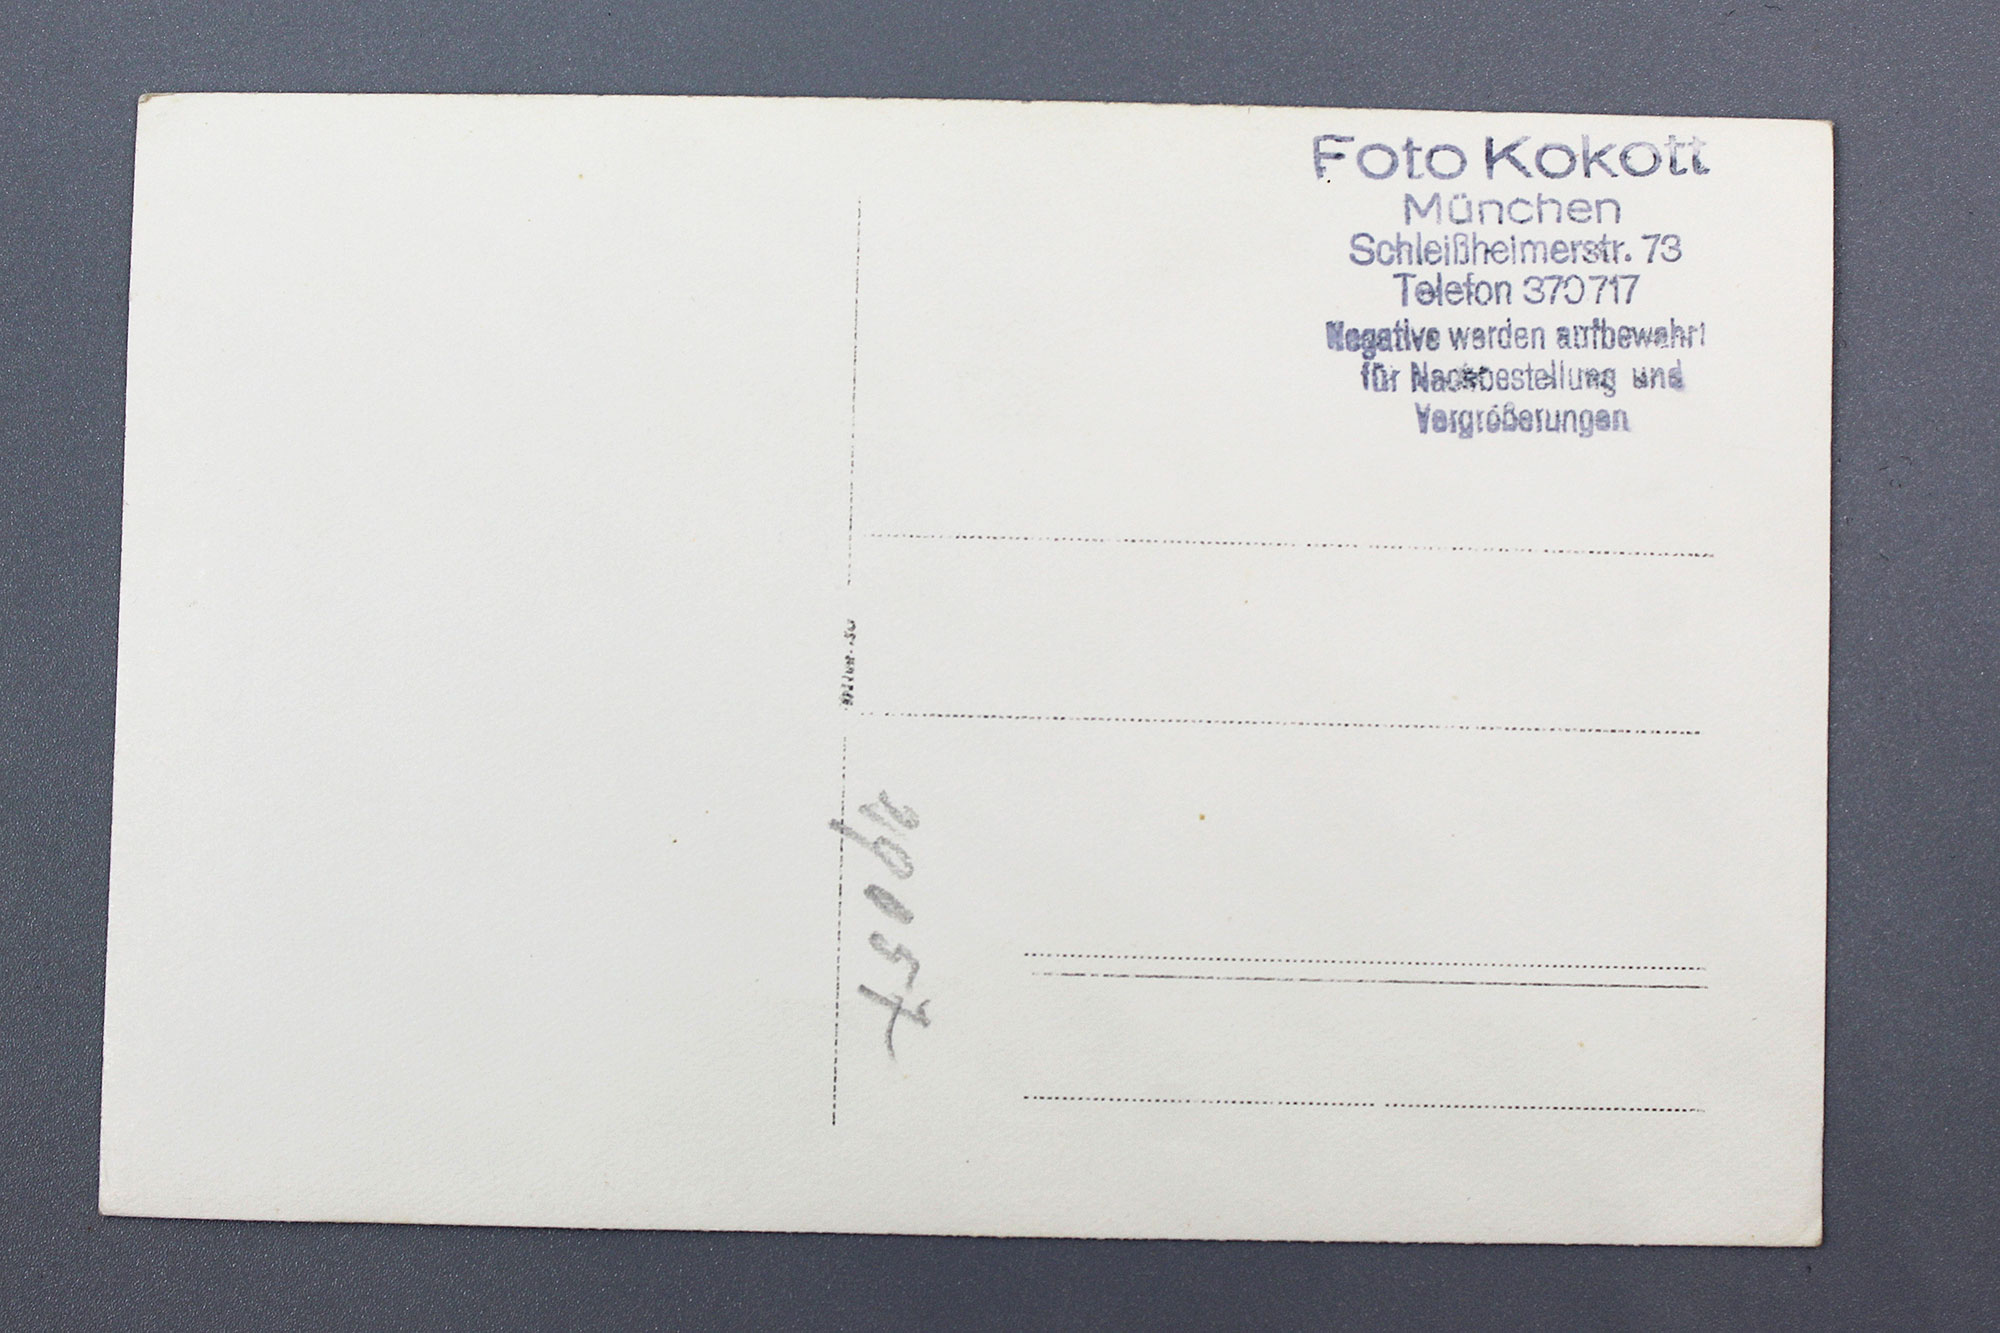 Foto Kokott
München
Schleißheimerstr. 73
Telefon 370717
Negative werden aufbewahrt
für Nachbestellung und
Vergrößerungen